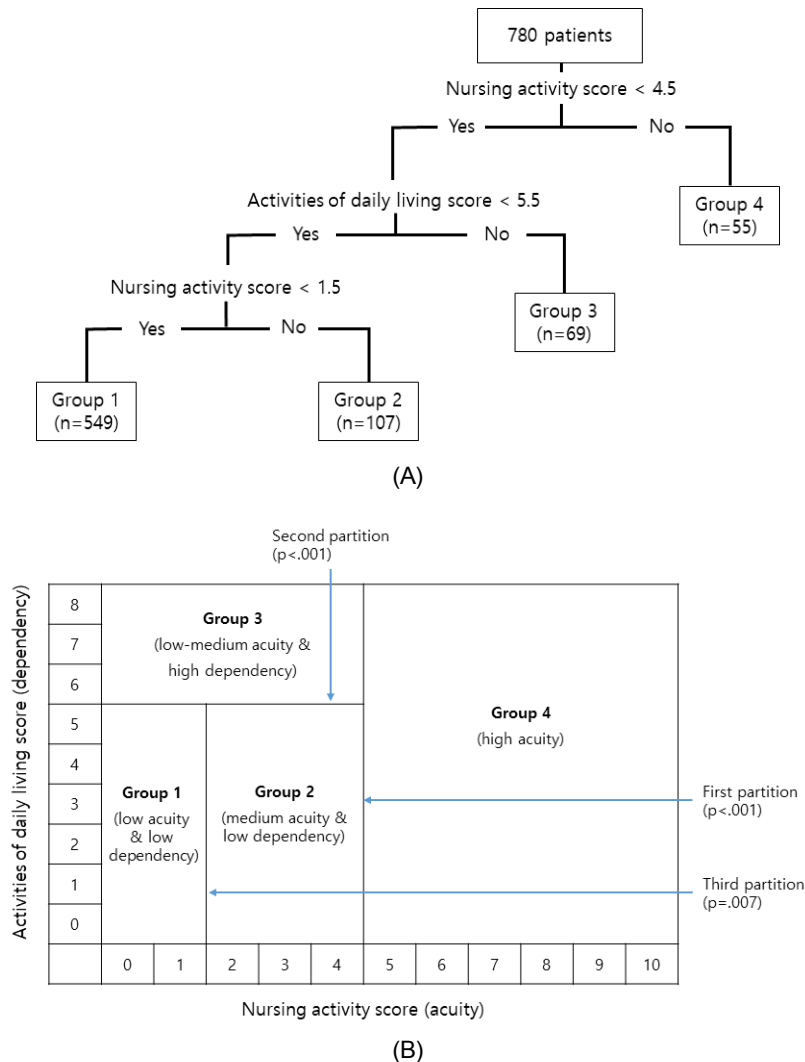 780 patients
Nursing activity score < 4.5
Yes
No
Activities of daily living score < 5.5
Group 4
(n=55)
Yes
No
Nursing activity score < 1.5
Group 3
(n=69)
Yes
No
Group 1
(n=549)
Group 2
(n=107)
(A)
Second partition
(p<.001)
Activities of daily living score (dependency)
8
7
6
5
4
3
2
1
0
Group 3
(low-medium acuity &
high dependency)
Group 4
(high acuity)
Group 1
(low acuity
& low
dependency)
Group 2
(medium acuity &
low dependency)
First partition
(p<.001)
Third partition
(p=.007)
0 1 2 3 4 5 6 7 8 9 10
Nursing activity score (acuity)
(B)